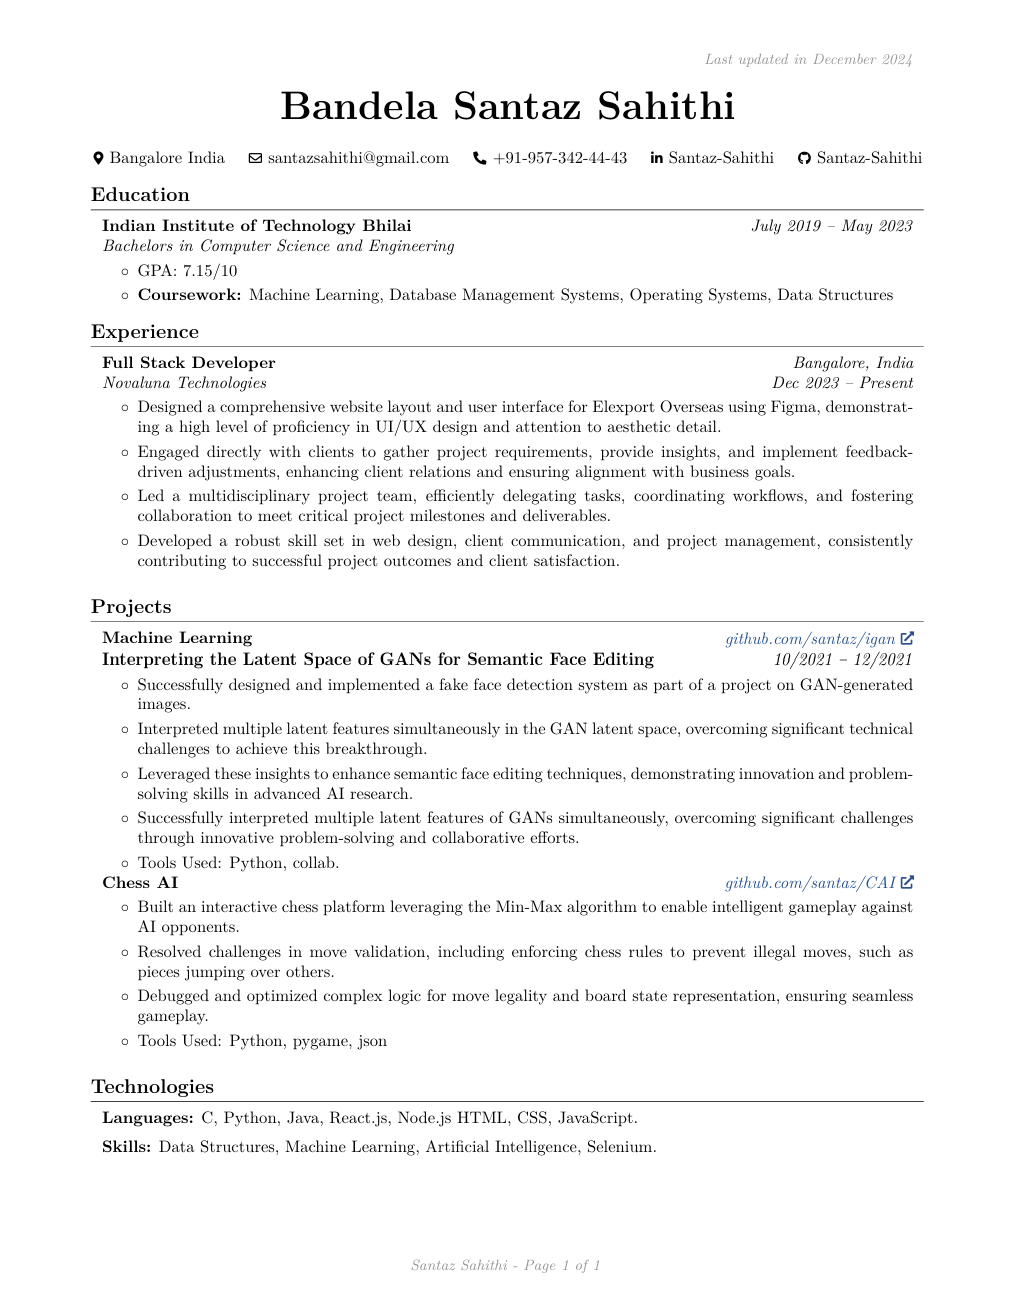 Last updated in December 2024
Bandela Santaz Sahithi
Bangalore India santazsahithi@gmail.com +91-957-342-44-43 Santaz-Sahithi Santaz-Sahithi
Education
Indian Institute of Technology Bhilai July 2019 – May 2023
Bachelors in Computer Science and Engineering
◦ GPA: 7.15/10
◦ Coursework: Machine Learning, Database Management Systems, Operating Systems, Data Structures
Experience
Full Stack Developer Bangalore, India
Novaluna Technologies Dec 2023 – Present
◦ Designed a comprehensive website layout and user interface for Elexport Overseas using Figma, demonstrat-
ing a high level of proficiency in UI/UX design and attention to aesthetic detail.
◦ Engaged directly with clients to gather project requirements, provide insights, and implement feedback-
driven adjustments, enhancing client relations and ensuring alignment with business goals.
◦ Led a multidisciplinary project team, efficiently delegating tasks, coordinating workflows, and fostering
collaboration to meet critical project milestones and deliverables.
◦ Developed a robust skill set in web design, client communication, and project management, consistently
contributing to successful project outcomes and client satisfaction.
Projects
Machine Learning github.com/santaz/igan
Interpreting the Latent Space of GANs for Semantic Face Editing 10/2021 – 12/2021
◦ Successfully designed and implemented a fake face detection system as part of a project on GAN-generated
images.
◦ Interpreted multiple latent features simultaneously in the GAN latent space, overcoming significant technical
challenges to achieve this breakthrough.
◦ Leveraged these insights to enhance semantic face editing techniques, demonstrating innovation and problem-
solving skills in advanced AI research.
◦ Successfully interpreted multiple latent features of GANs simultaneously, overcoming significant challenges
through innovative problem-solving and collaborative efforts.
◦ Tools Used: Python, collab.
Chess AI github.com/santaz/CAI
◦ Built an interactive chess platform leveraging the Min-Max algorithm to enable intelligent gameplay against
AI opponents.
◦ Resolved challenges in move validation, including enforcing chess rules to prevent illegal moves, such as
pieces jumping over others.
◦ Debugged and optimized complex logic for move legality and board state representation, ensuring seamless
gameplay.
◦ Tools Used: Python, pygame, json
Technologies
Languages: C, Python, Java, React.js, Node.js HTML, CSS, JavaScript.
Skills: Data Structures, Machine Learning, Artificial Intelligence, Selenium.
Santaz Sahithi - Page 1 of 1